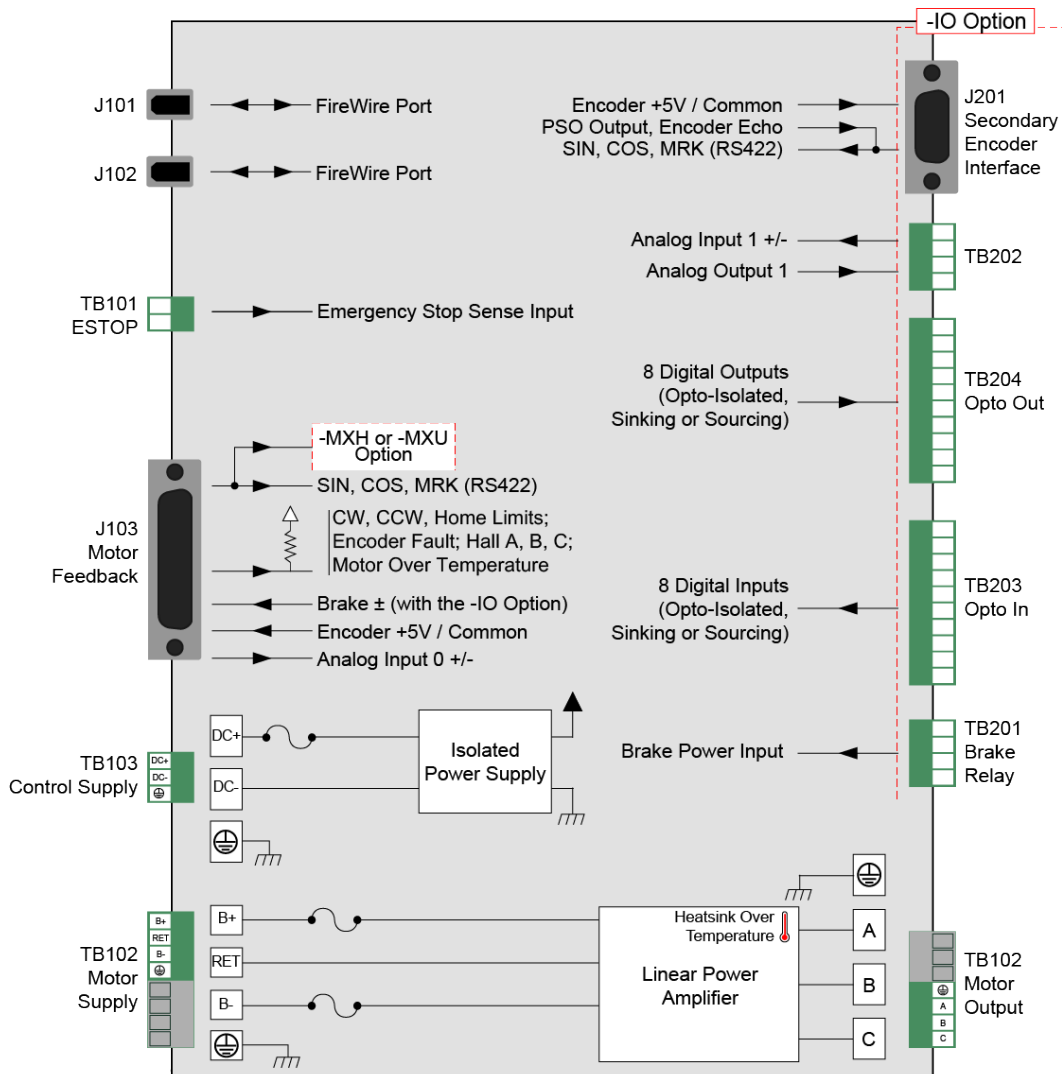 -IO Option
J101
FireWire Port
J102
FireWire Port
TB101
ESTOP
Emergency Stop Sense Input
-MXH or -MXU
Option
SIN, COS, MRK (RS422)
CW, CCW, Home Limits;
Encoder Fault; Hall A, B, C;
Motor Over Temperature
J103
Motor
Feedback
Brake ± (with the -IO Option)
Encoder +5V / Common
Analog Input 0 +/-
TB103
Control Supply
DC+
DC-
DC+
DC-
Isolated
Power Supply
TB102
Motor
Supply
B+
RET
B-
B+
RET
B-
Heatsink Over
Temperature
Linear Power
Amplifier
A
B
C
Encoder +5V / Common
PSO Output, Encoder Echo
SIN, COS, MRK (RS422)
J201
Secondary
Encoder
Interface
Analog Input 1 +/-
Analog Output 1
TB202
8 Digital Outputs
(Opto-Isolated,
Sinking or Sourcing)
TB204
Opto Out
8 Digital Inputs
(Opto-Isolated,
Sinking or Sourcing)
TB203
Opto In
Brake Power Input
TB201
Brake
Relay
A
B
C
TB102
Motor
Output